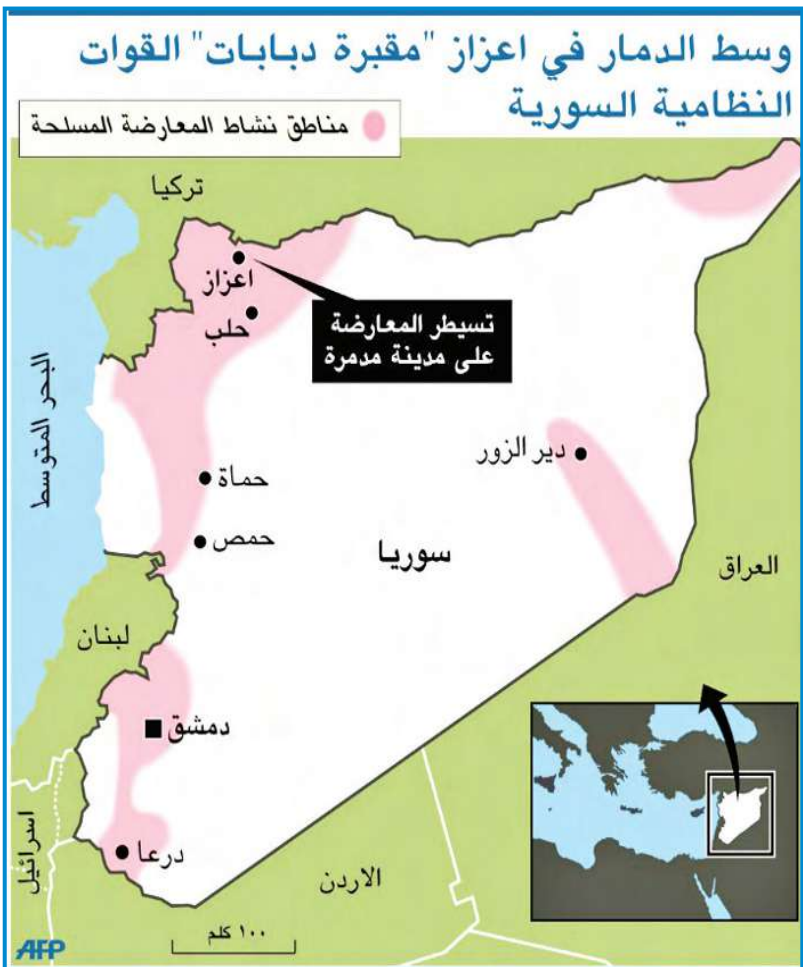 وسط الدمار في اعزاز "مقبرة دبابات" القوات
النظامية السورية
مناطق نشاط المعارضة المسلحة
تركيا
اعزاز
حلب
تسيطر المعارضة
على مدينة مدمرة
البحر المتوسط
دير الزور
حماة
حمص
سوريا
العراق
لبنان
دمشق
اسرائيل
درعا
الاردن
١٠٠ كلم
AFP